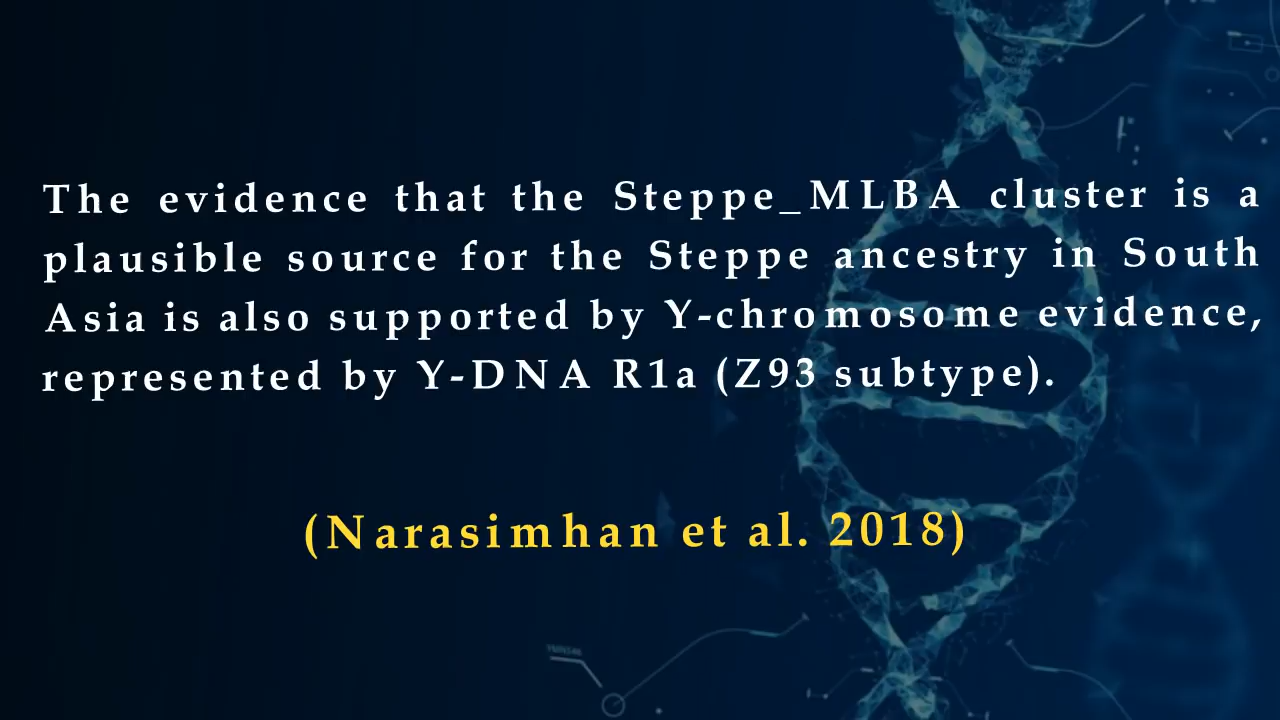 The evidence that the Steppe_MLBA cluster is a
plausible source for the Steppe ancestry in South
Asia is also supported by Y-chromosome evidence,
represented by Y-DNA R1a (Z93 subtype).
(Narasimhan et al. 2018)